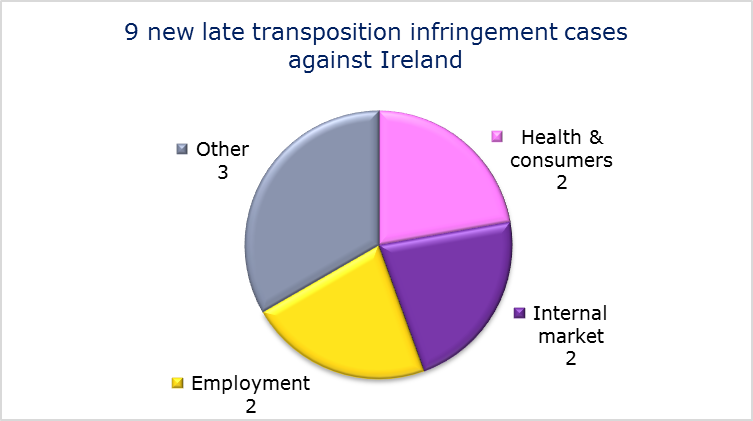 9 new late transposition infringement cases
against Ireland
Health &
consumers
2
Internal
market
2
Employment
2
Other
3